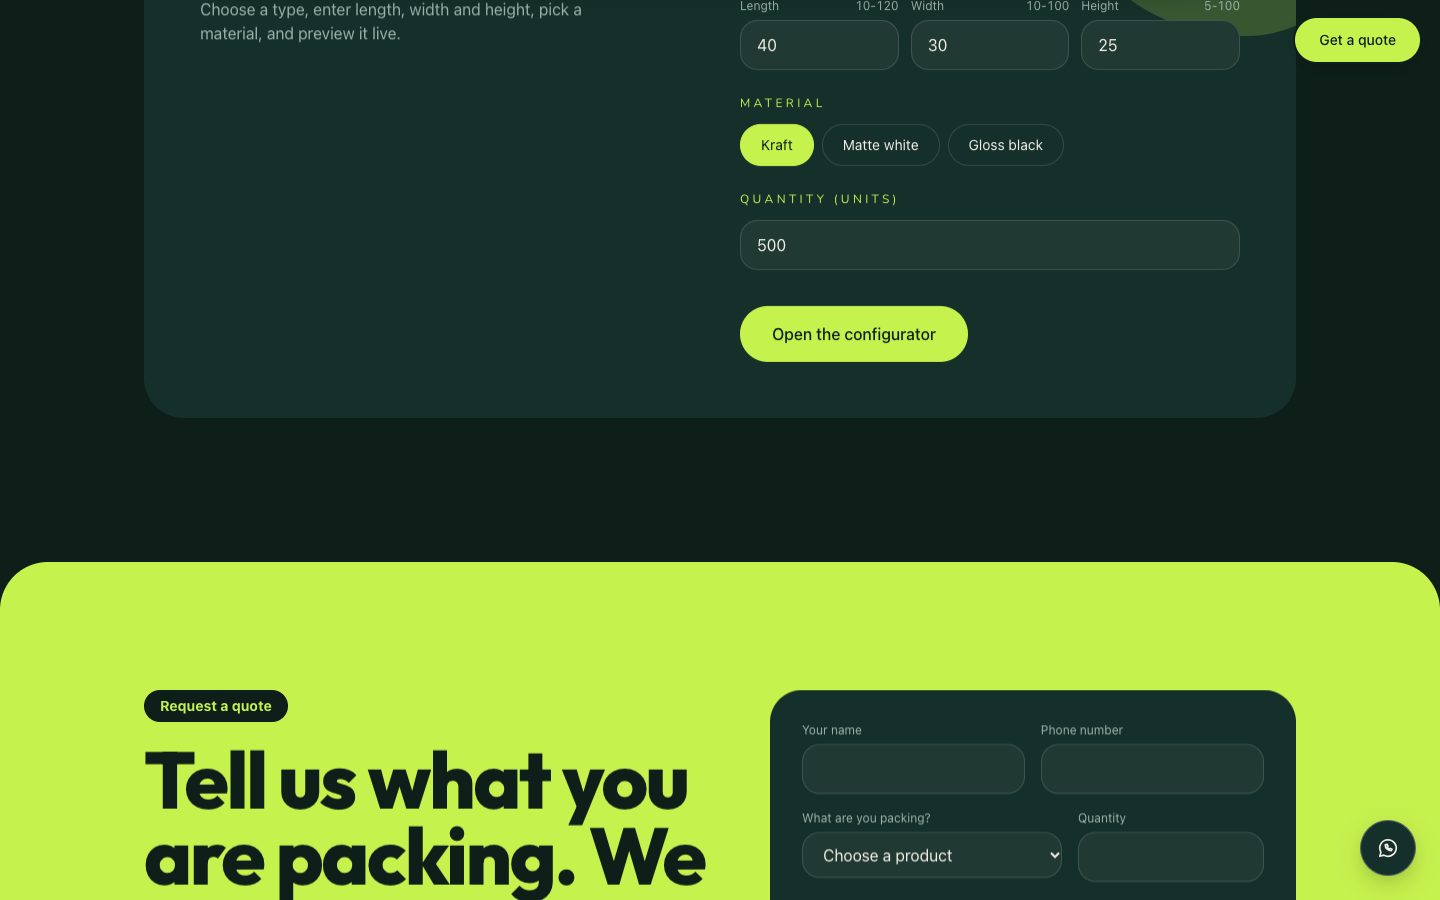 Choose a type, enter length, width and height, pick a
material, and preview it live.
Length 10-120 Width 10-100 Height 5-100
40 30 25
Get a quote
MATERIAL
Kraft Matte white Gloss black
QUANTITY (UNITS)
500
Open the configurator
Request a quote
Tell us what you
are packing. We
Your name Phone number
What are you packing? Quantity
Choose a product